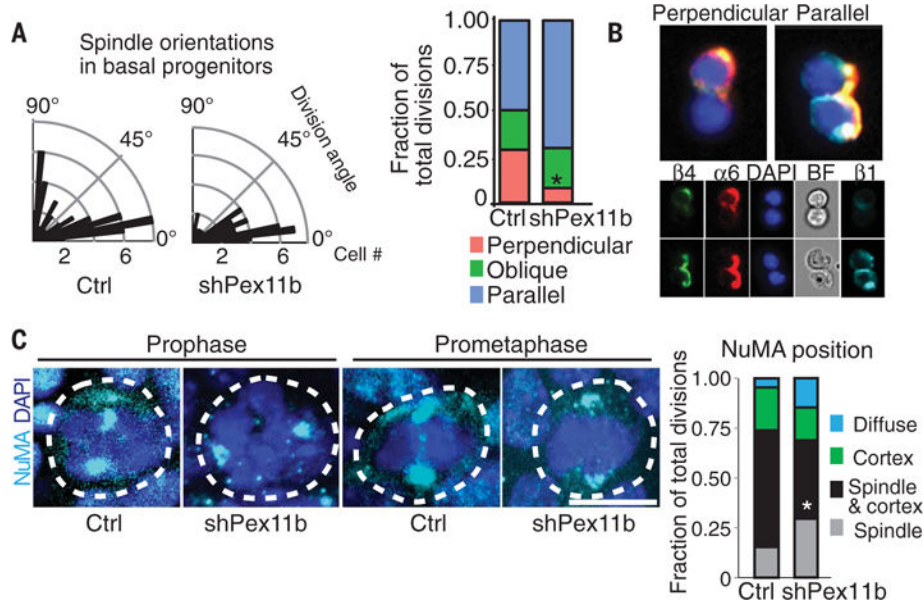 A
Spindle orientations
in basal progenitors
90°
45°
0°
2
6
Ctrl
90°
45°
Division angle
0°
2
6
Cell #
shPex11b
Fraction of
total divisions
1.00
0.75
0.50
0.25
0
*
Ctrl
shPex11b
Perpendicular
Oblique
Parallel
B
Perpendicular
Parallel
β4
α6
DAPI
BF
β1
C
Prophase
Prometaphase
NuMA DAPI
Ctrl
shPex11b
Ctrl
shPex11b
NuMA position
Fraction of total divisions
1.00
0.75
0.50
0.25
0
*
Ctrl
shPex11b
Diffuse
Cortex
Spindle
& cortex
Spindle